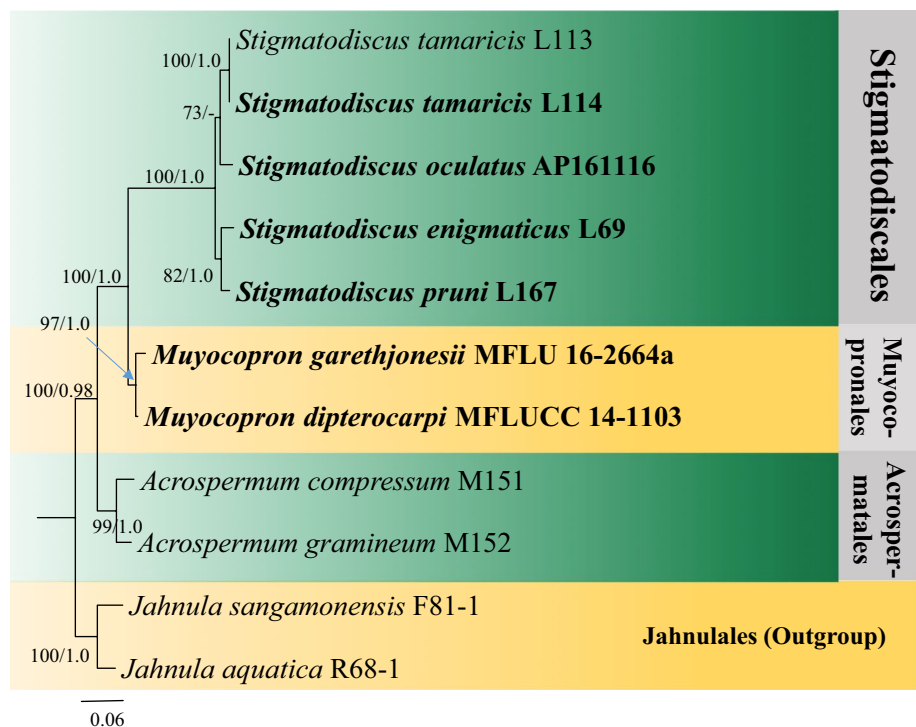 Stigmatodiscus tamaricis L113
100/1.0
Stigmatodiscus tamaricis L114
73/-
Stigmatodiscus oculatus AP161116
100/1.0
Stigmatodiscus enigmaticus L69
82/1.0
Stigmatodiscus pruni L167
Stigmatodiscales
100/1.0
97/1.0
Muyocopron garethjonesii MFLU 16-2664a
Muyocopron dipterocarpi MFLUCC 14-1103
Muyoco-
pronales
100/0.98
Acrospermum compressum M151
99/1.0
Acrospermum gramineum M152
Acrosper-
matales
Jahnula sangamonensis F81-1
Jahnulales (Outgroup)
100/1.0
Jahnula aquatica R68-1
0.06